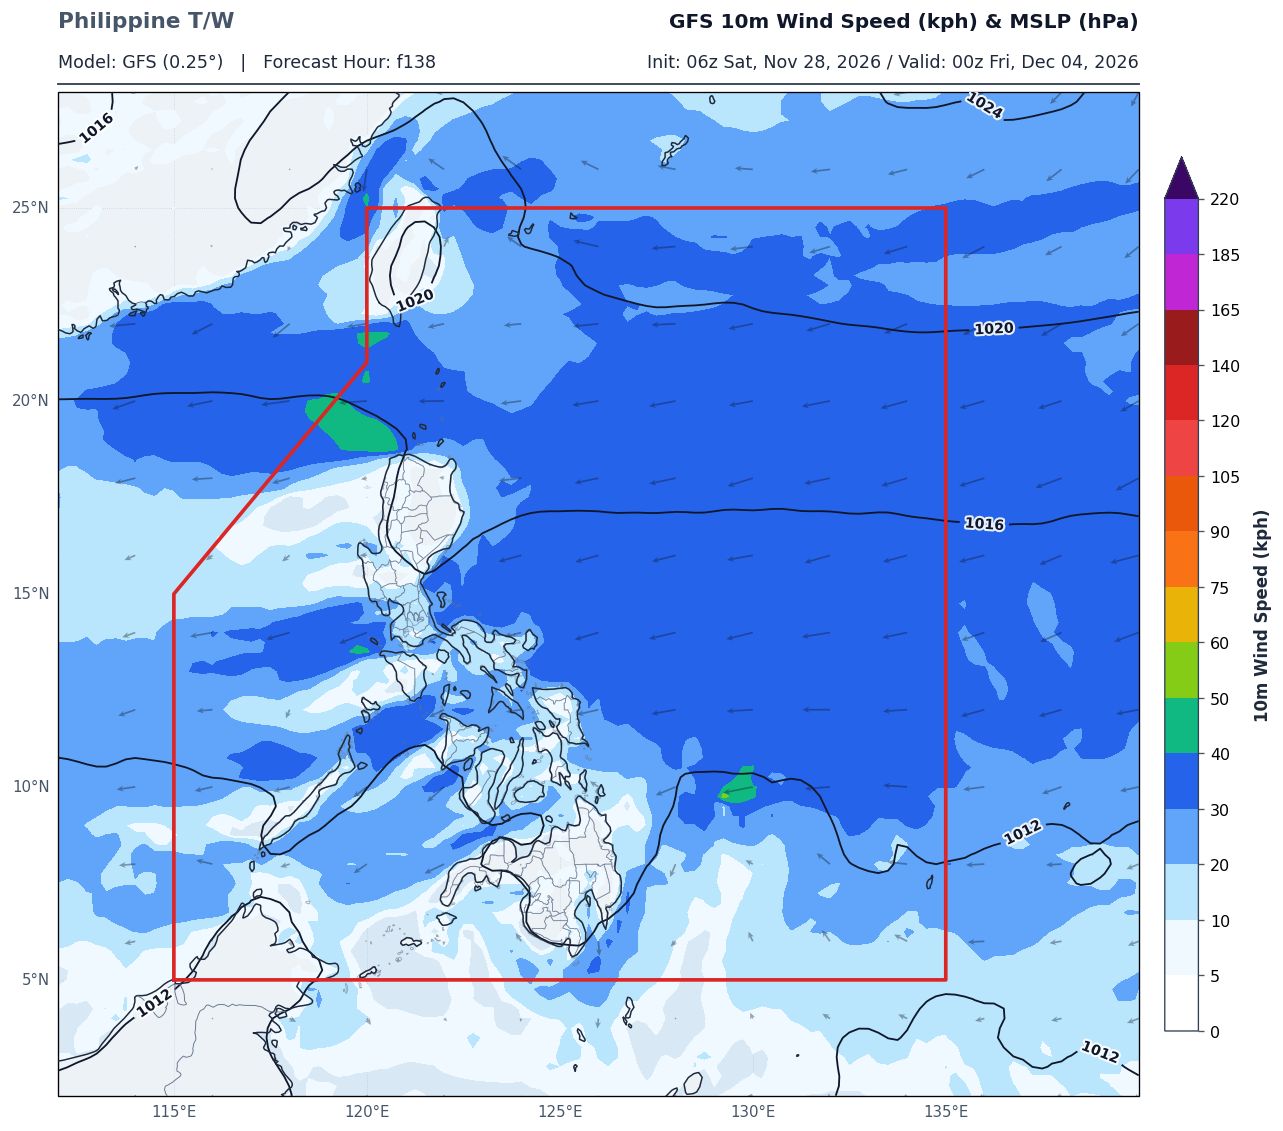 Philippine T/W
GFS 10m Wind Speed (kph) & MSLP (hPa)
Model: GFS (0.25°)   |   Forecast Hour: f138
Init: 06z Sat, Nov 28, 2026 / Valid: 00z Fri, Dec 04, 2026
1016
1024
1020
1020
1016
1012
1012
1012
25°N
20°N
15°N
10°N
5°N
115°E
120°E
125°E
130°E
135°E
220
185
165
140
120
105
90
75
60
50
40
30
20
10
5
0
10m Wind Speed (kph)